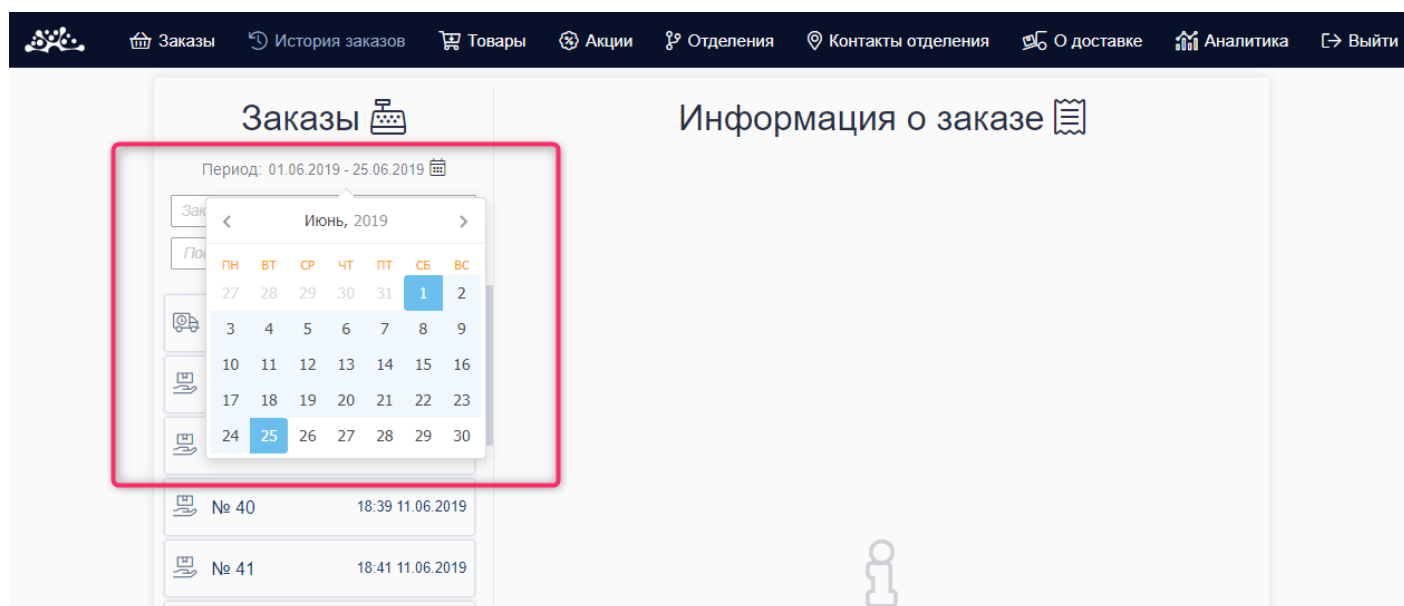 Заказы История заказов Товары Акции Отделения Контакты отделения О доставке Аналитика Выйти
Заказы
Информация о заказе
Период: 01.06.2019 - 25.06.2019
Июнь, 2019
ПН ВТ СР ЧТ ПТ СБ ВС
27 28 29 30 31 1 2
3 4 5 6 7 8 9
10 11 12 13 14 15 16
17 18 19 20 21 22 23
24 25 26 27 28 29 30
№ 40 18:39 11.06.2019
№ 41 18:41 11.06.2019